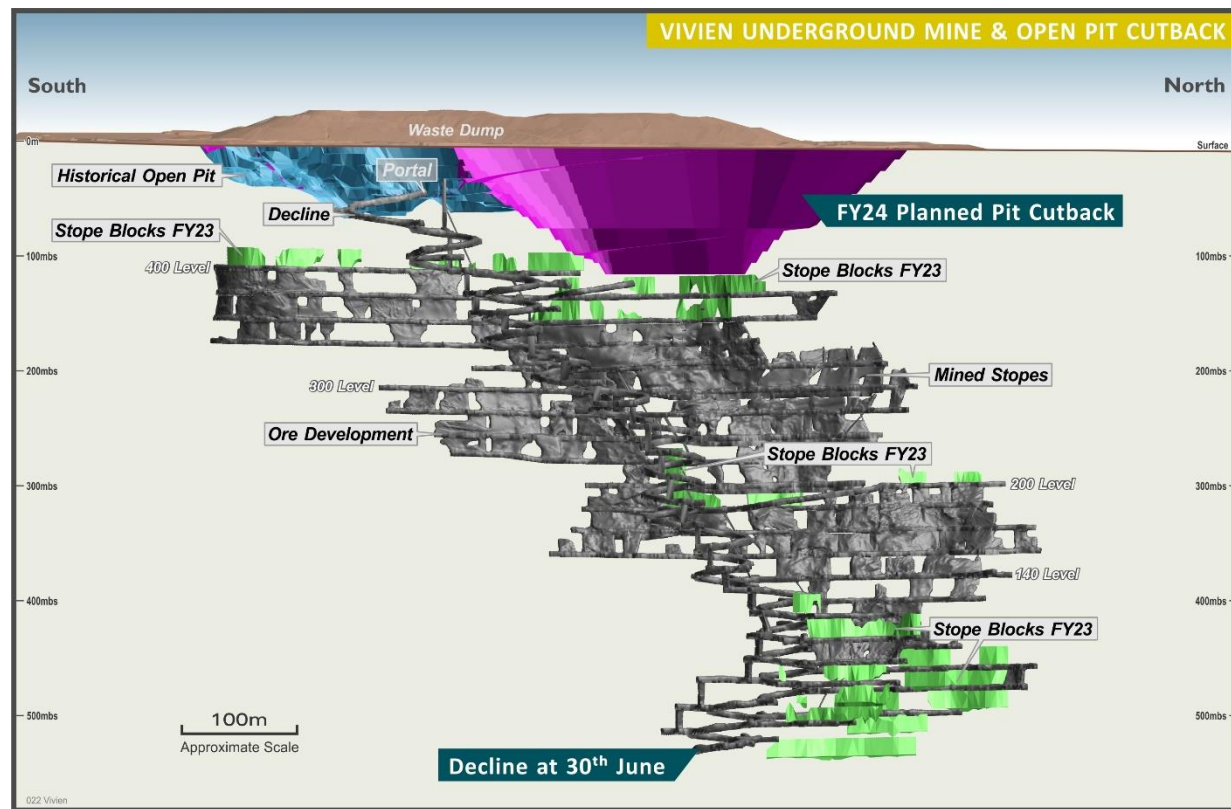 VIVIEN UNDERGROUND MINE & OPEN PIT CUTBACK
South
North
Waste Dump
0m
Surface
Historical Open Pit
Portal
Decline
FY24 Planned Pit Cutback
Stope Blocks FY23
100mbs
100mbs
400 Level
Stope Blocks FY23
200mbs
200mbs
Mined Stopes
300 Level
Ore Development
Stope Blocks FY23
300mbs
200 Level
300mbs
140 Level
400mbs
400mbs
Stope Blocks FY23
100m
Approximate Scale
500mbs
500mbs
Decline at 30th June
022 Vivien